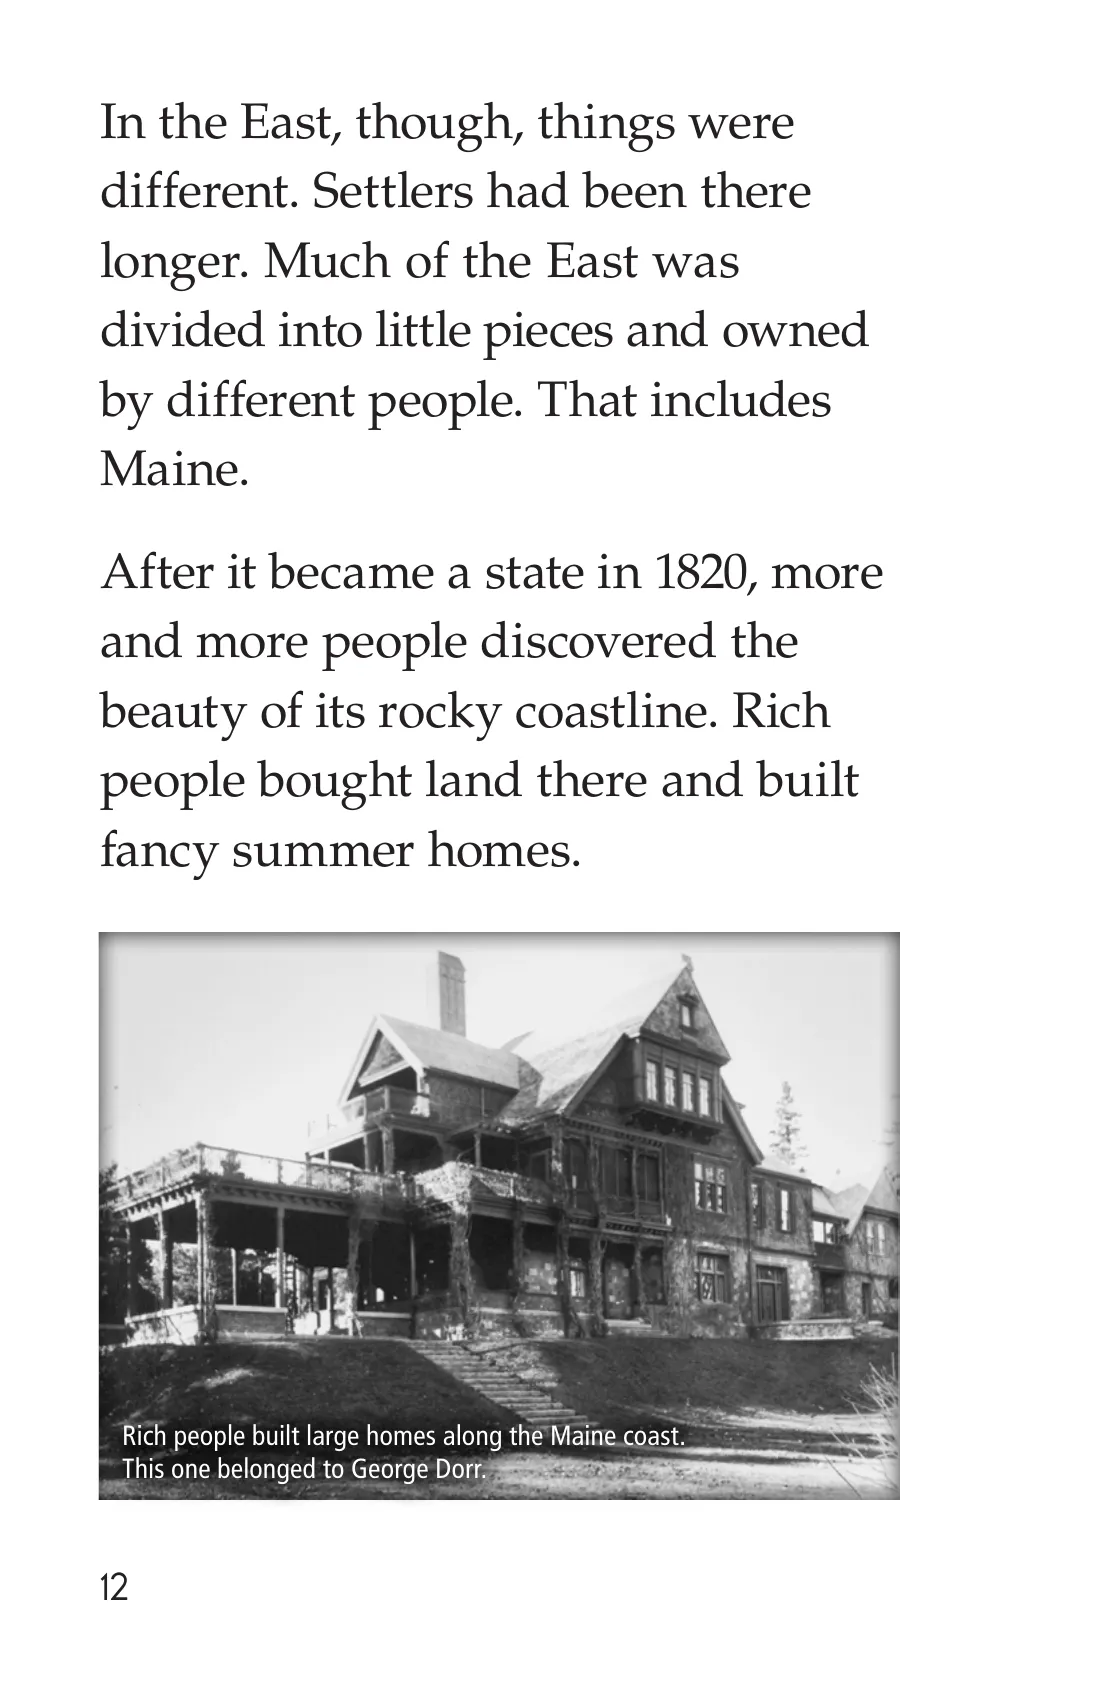 In the East, though, things were
different. Settlers had been there
longer. Much of the East was
divided into little pieces and owned
by different people. That includes
Maine.
After it became a state in 1820, more
and more people discovered the
beauty of its rocky coastline. Rich
people bought land there and built
fancy summer homes.
Rich people built large homes along the Maine coast.
This one belonged to George Dorr.
12